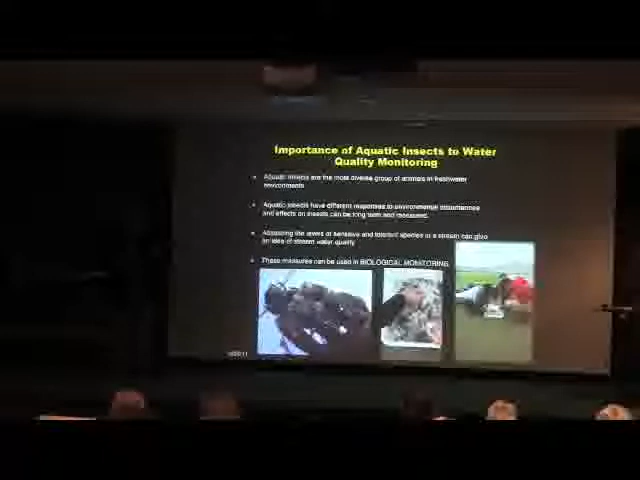 Importance of Aquatic Insects to Water
Quality Monitoring
Aquatic insects are the most diverse group of animals in freshwater
environments
Aquatic insects have different responses to environmental disturbances
and effects on insects can be long term and measured.
Assessing the levels of sensitive and tolerant species in a stream can give
an idea of stream water quality
These measures can be used in BIOLOGICAL MONITORING